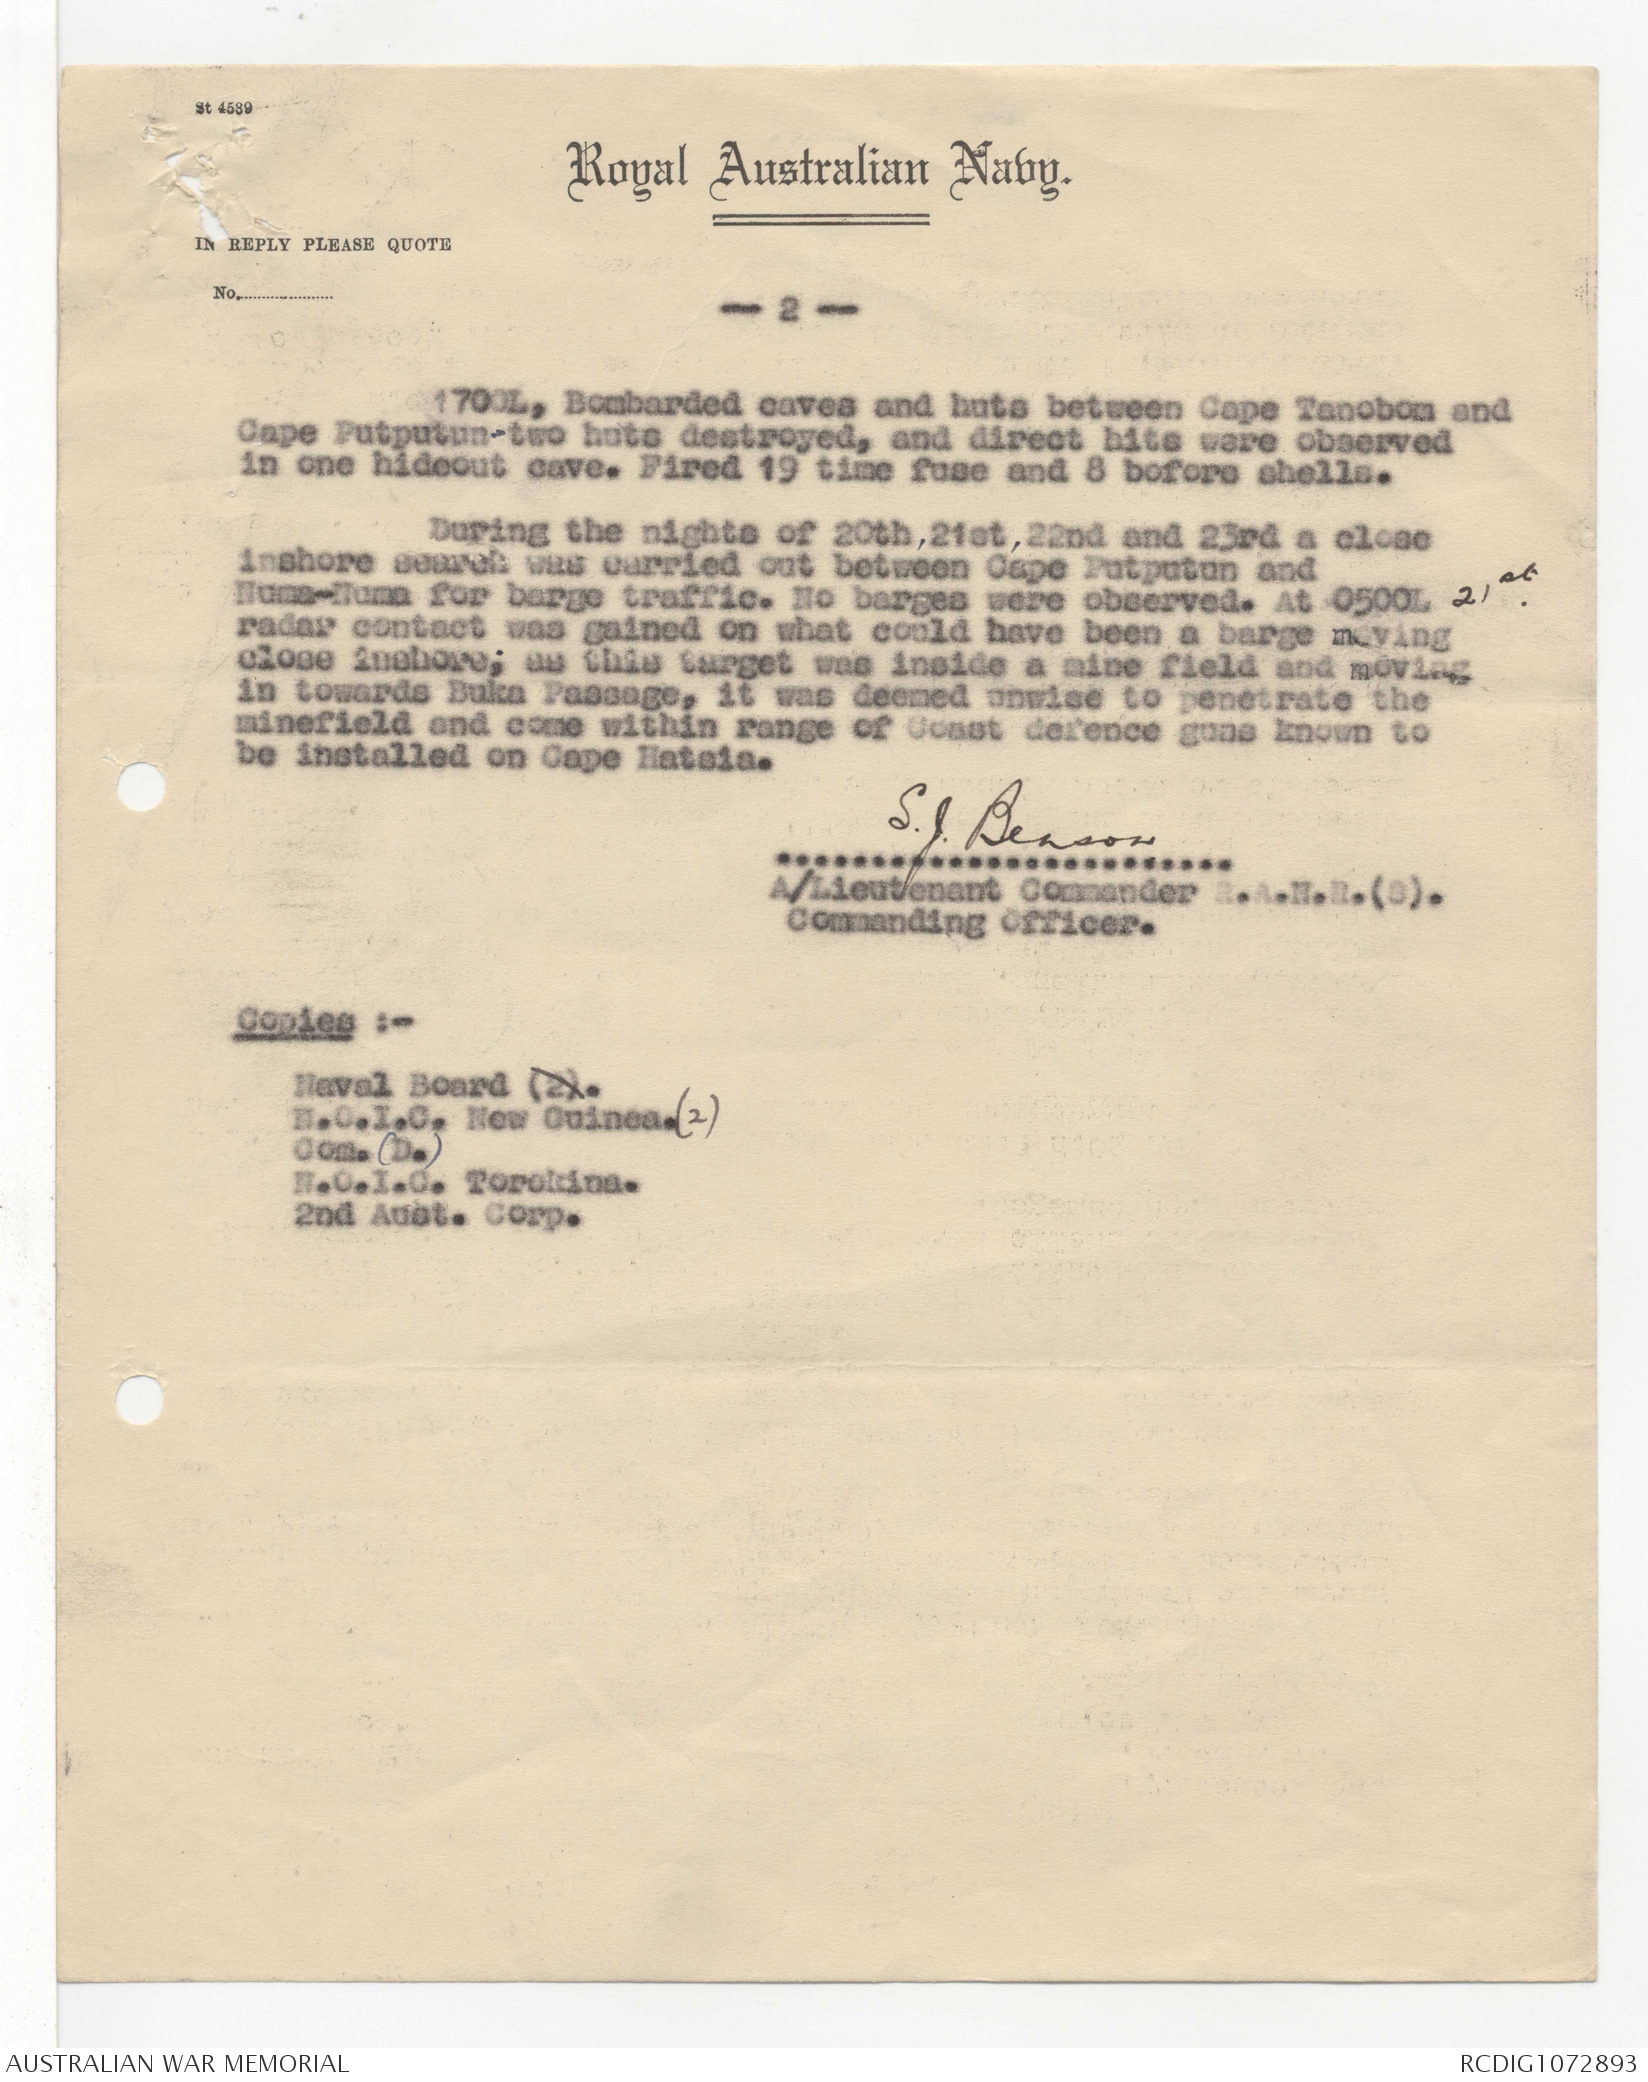 St 4539
Royal Australian Navy.
IN REPLY PLEASE QUOTE
No.....................
— 2 —
1700L, Bombarded caves and huts between Cape Tanobom and
Cape Putputun-two huts destroyed, and direct hits were observed
in one hideout cave. Fired 19 time fuse and 8 bofors shells.
During the nights of 20th,21st,22nd and 23rd a close
inshore search was carried out between Cape Putputun and
Numa-Numa for barge traffic. No barges were observed. At 0500L 21st.
radar contact was gained on what could have been a barge moving
close inshore; as this target was inside a mine field and moving
in towards Buka Passage, it was deemed unwise to penetrate the
minefield and come within range of Coast defence guns known to
be installed on Cape Hatsia.
S.J. Benson
........................
A/Lieutenant Commander R.A.N.R.(S).
Commanding Officer.
Copies :-
Naval Board (2).
N.O.I.C. New Guinea.(2)
Com.(D.)
N.O.I.C. Torokina.
2nd Aust. Corp.
AUSTRALIAN WAR MEMORIAL
RCDIG1072893